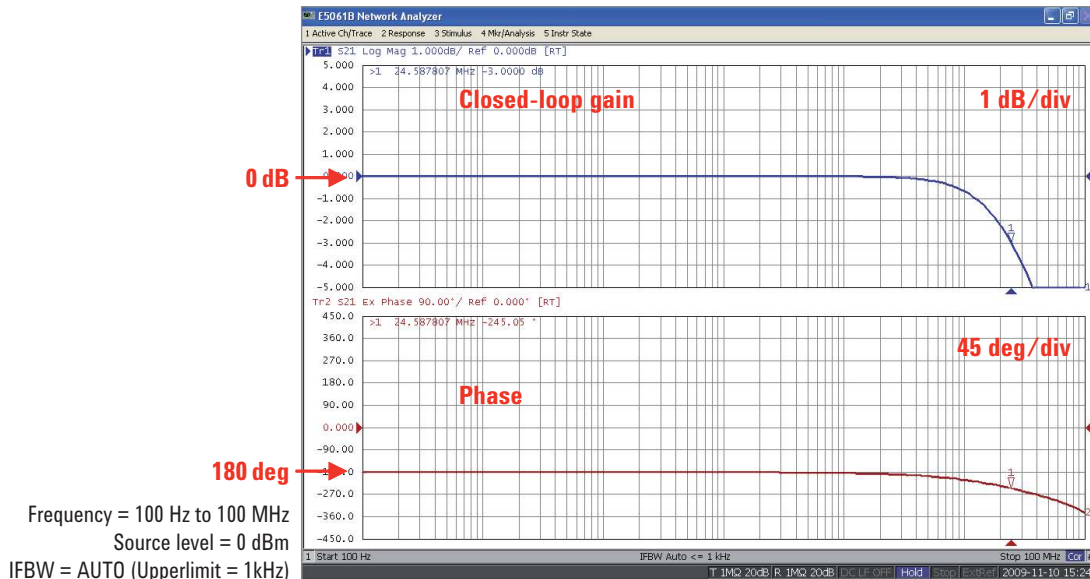 E5061B Network Analyzer
1 Active Ch/Trace 2 Response 3 Stimulus 4 Mkr/Analysis 5 Instr State
Tr1 S21 Log Mag 1.000dB/ Ref 0.000dB [RT]
5.000
>1 24.587807 MHz -3.0000 dB
4.000
Closed-loop gain
1 dB/div
3.000
2.000
1.000
0 dB
-1.000
-2.000
1
-3.000
-4.000
-5.000
1
Tr2 S21 Ex Phase 90.00°/ Ref 0.000° [RT]
450.0
>1 24.587807 MHz -245.05 °
360.0
45 deg/div
270.0
180.0
Phase
90.00
0.000
-90.00
180 deg
1
-270.0
-360.0
2
-450.0
Frequency = 100 Hz to 100 MHz
Source level = 0 dBm
IFBW = AUTO (Upperlimit = 1kHz)
1 Start 100 Hz
IFBW Auto <= 1 kHz
Stop 100 MHz Cor
T 1MΩ 20dB R 1MΩ 20dB DC LF OFF Hold Stop ExtRef 2009-11-10 15:24